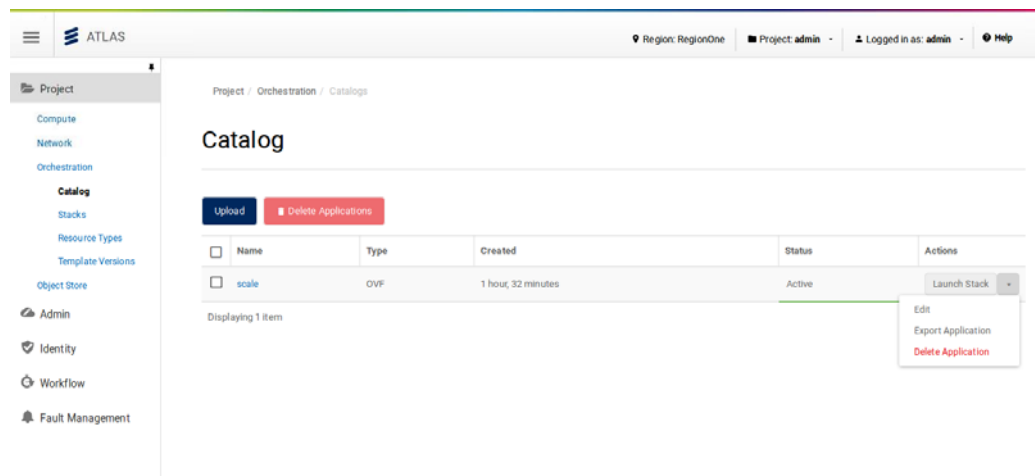 ATLAS
Region: RegionOne
Project: admin
Logged in as: admin
Help
Project
Compute
Network
Orchestration
Catalog
Stacks
Resource Types
Template Versions
Object Store
Admin
Identity
Workflow
Fault Management
Project / Orchestration / Catalogs
Catalog
Upload
Delete Applications
Name Type Created Status Actions
scale OVF 1 hour, 32 minutes Active Launch Stack
Displaying 1 item
Edit
Export Application
Delete Application